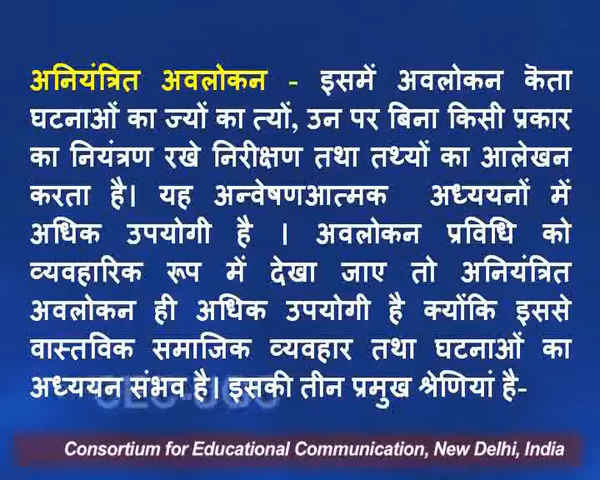 अनियंत्रित अवलोकन - इसमें अवलोकन कॆता
घटनाओं का ज्यों का त्यों, उन पर बिना किसी प्रकार
का नियंत्रण रखे निरीक्षण तथा तथ्यों का आलेखन
करता है। यह अन्वेषणआत्मक अध्ययनों में
अधिक उपयोगी है । अवलोकन प्रविधि को
व्यवहारिक रूप में देखा जाए तो अनियंत्रित
अवलोकन ही अधिक उपयोगी है क्योंकि इससे
वास्तविक समाजिक व्यवहार तथा घटनाओं का
अध्ययन संभव है। इसकी तीन प्रमुख श्रेणियां है-
CEC-UGC
Consortium for Educational Communication, New Delhi, India